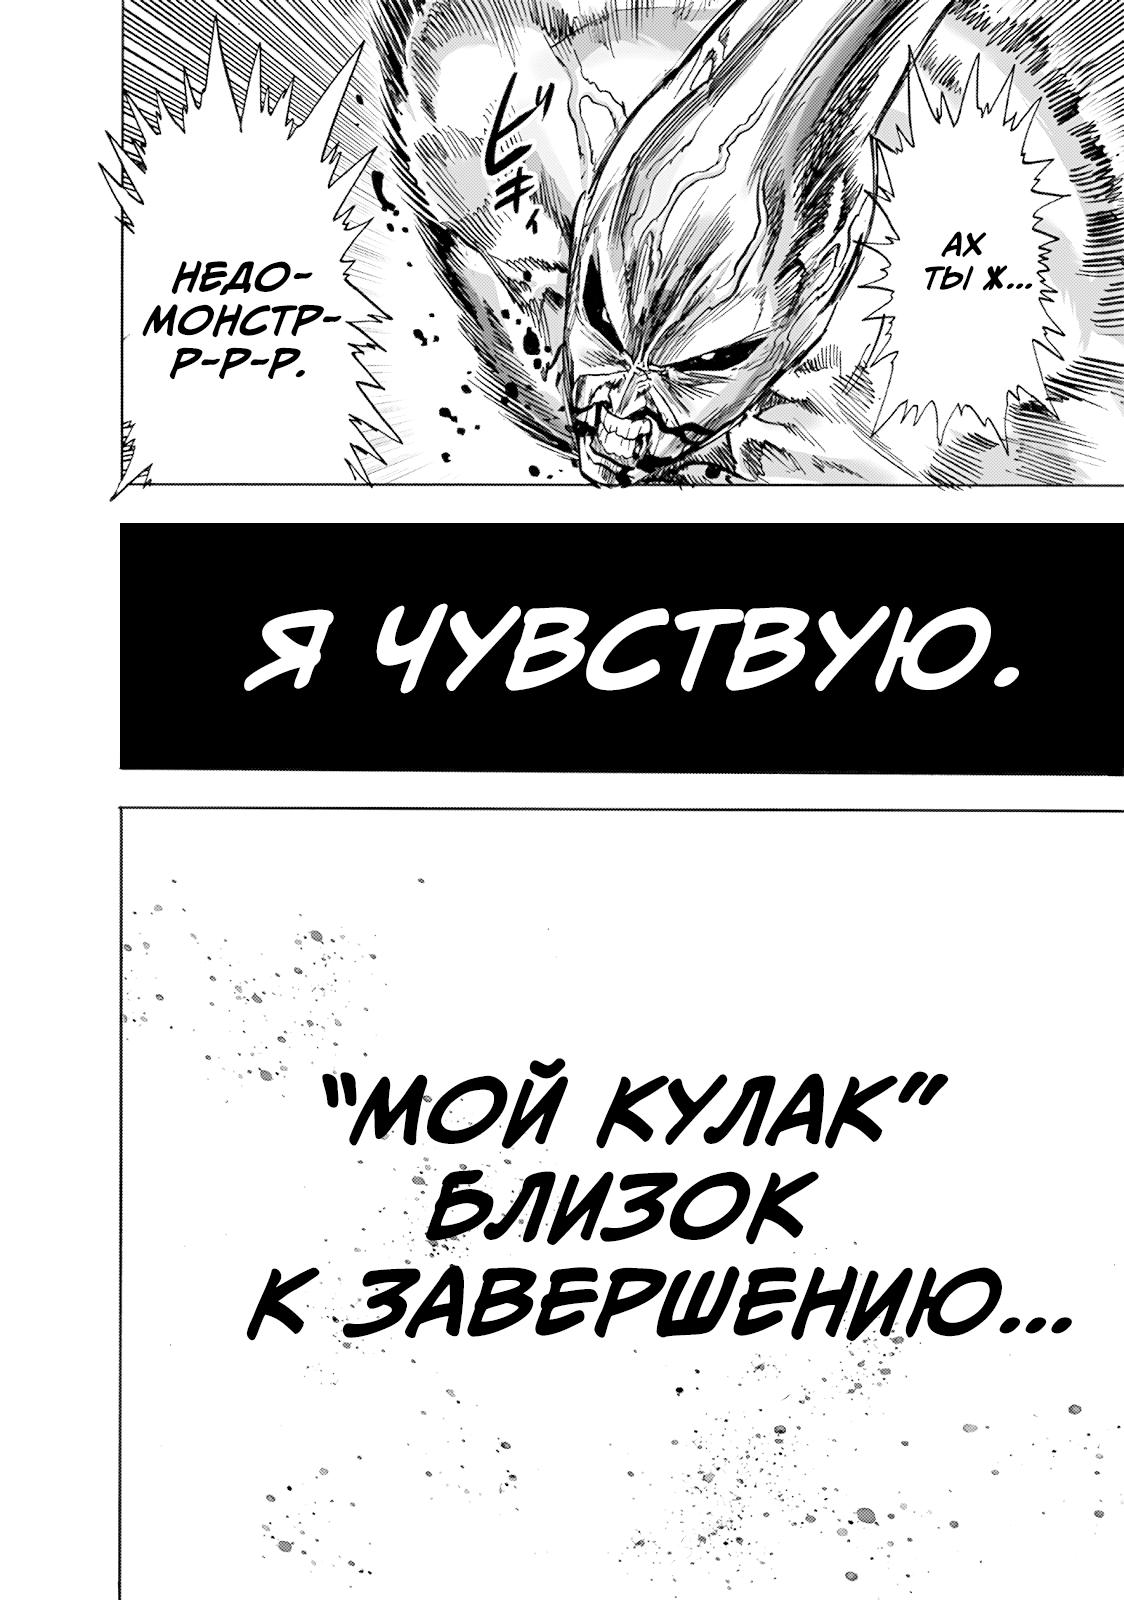 АХ
ТЫ Ж...
ビキィ
НЕДО-
МОНСТР-
Р-Р-Р.
Я ЧУВСТВУЮ.
“МОЙ КУЛАК”
БЛИЗОК
К ЗАВЕРШЕНИЮ...